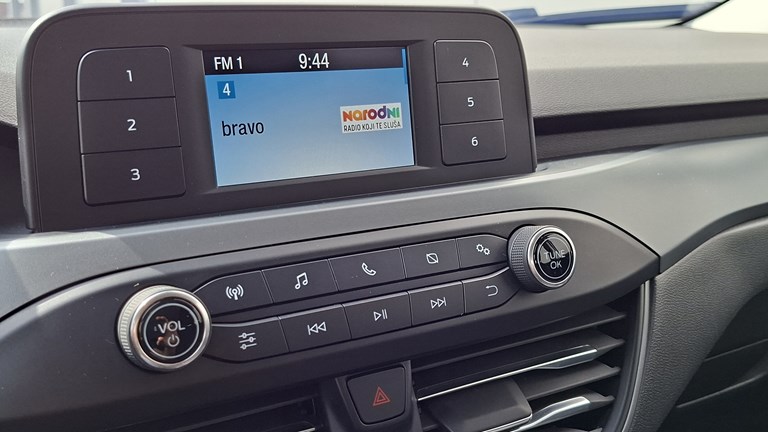 FM 1 9:44
4
bravo
NARODNI
RADIO KOJI TE SLUŠA
1
2
3
4
5
6
VOL
TUNE
OK